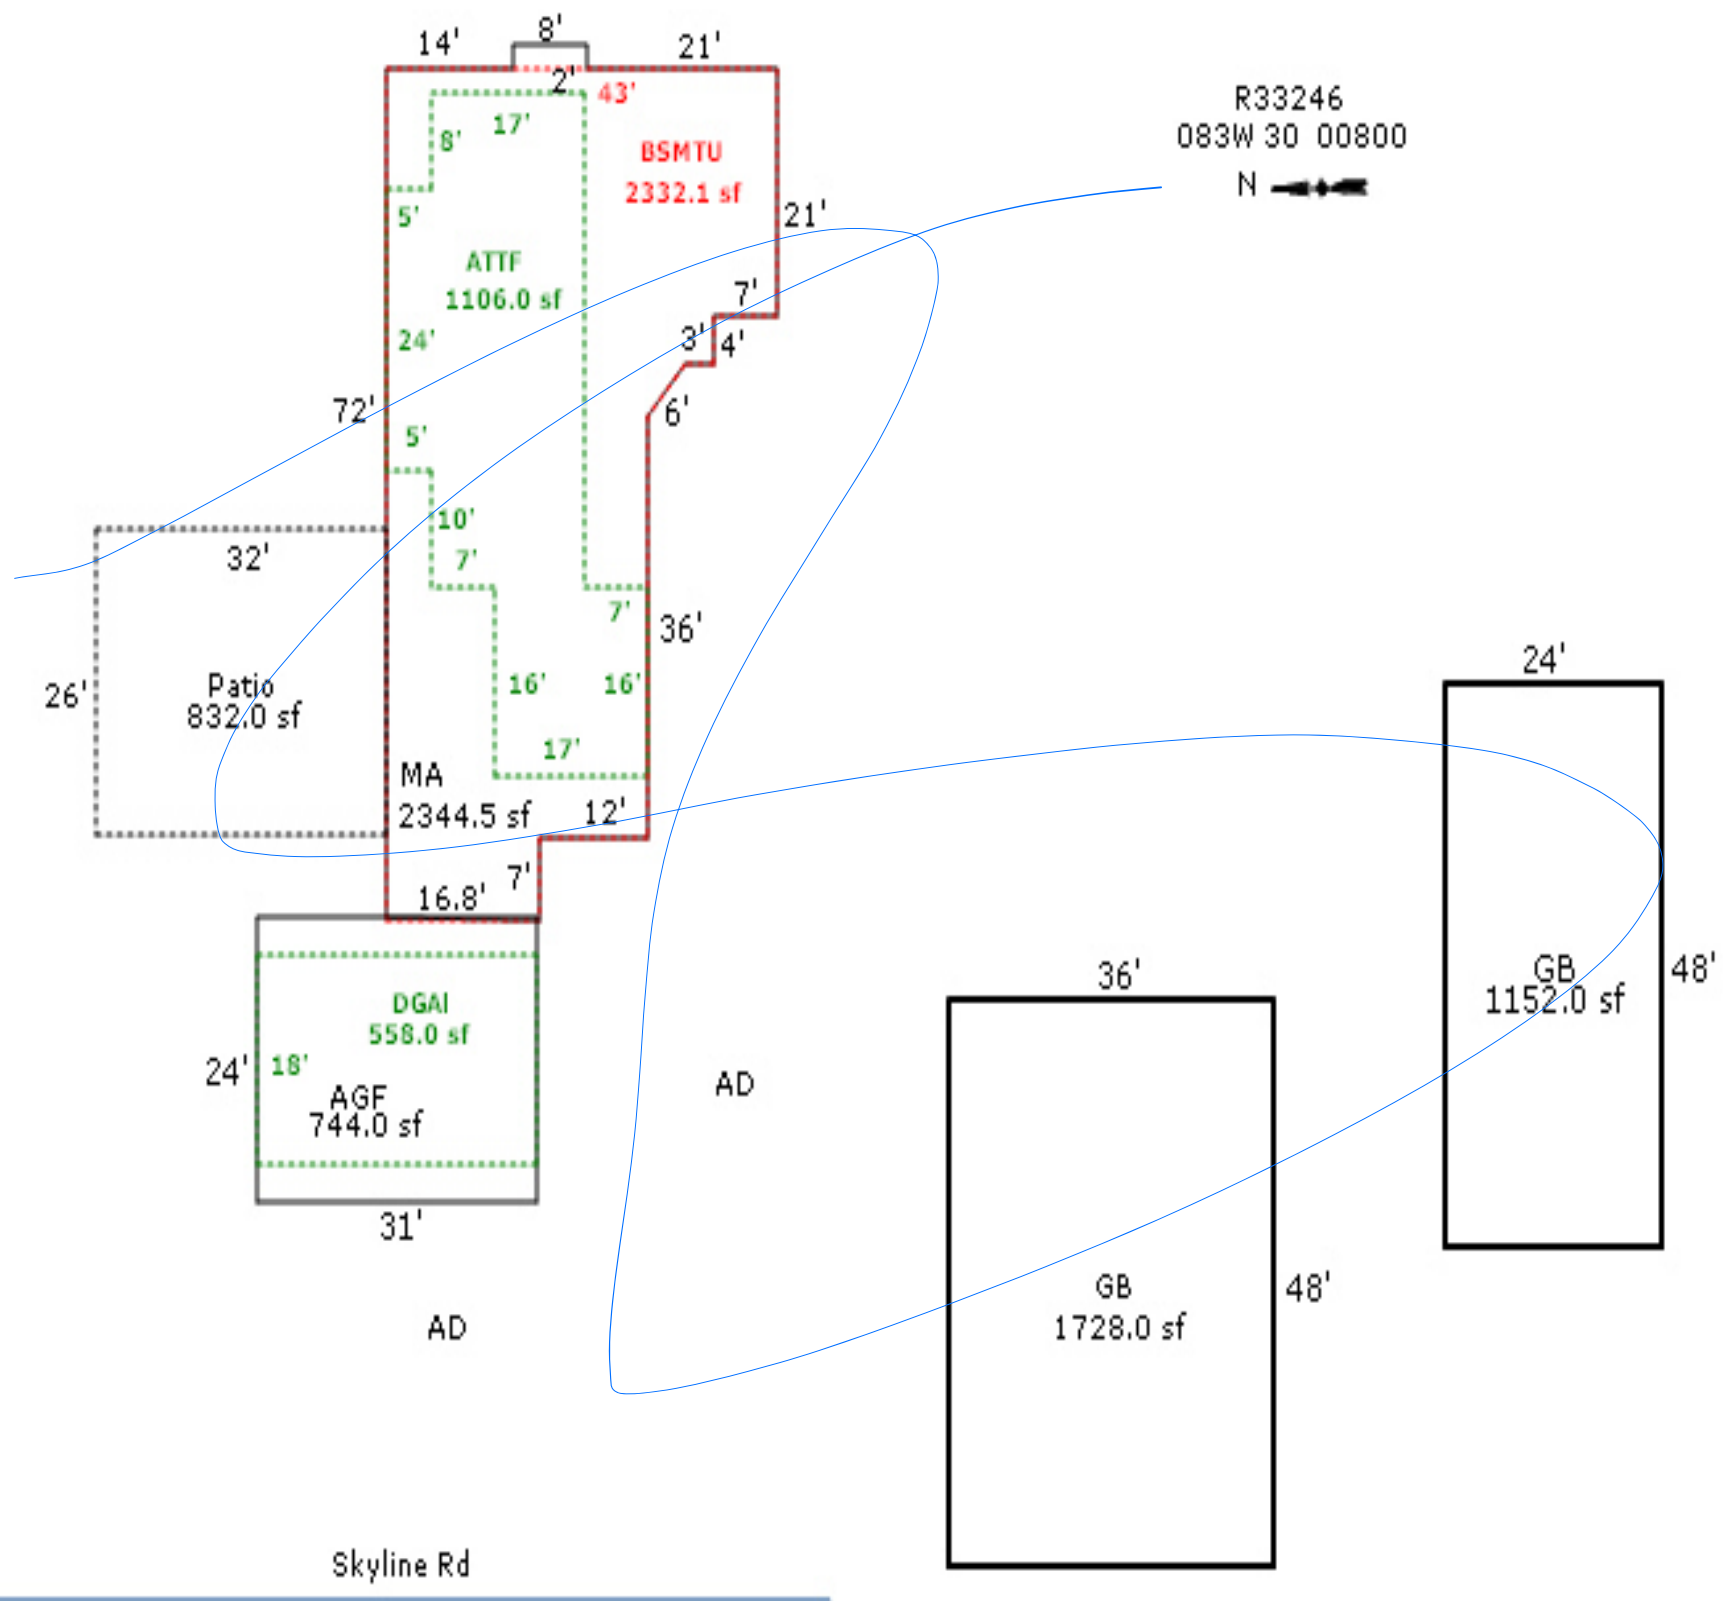 8'
14'
21'
2'
43'
17'
8'
BSMTU
2332.1 sf
R33246
083W 30 00800
N
5'
21'
ATTF
1106.0 sf
7'
24'
3'
4'
72'
6'
5'
10'
32'
7'
7'
36'
26'
Patio
832.0 sf
16'
16'
24'
17'
MA
2344.5 sf
12'
7'
16.8'
36'
GB
1152.0 sf
48'
DGAI
558.0 sf
24'
18'
AGF
744.0 sf
AD
31'
GB
1728.0 sf
48'
AD
Skyline Rd